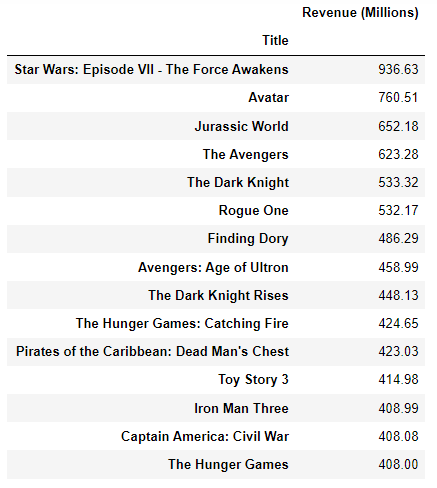 Revenue (Millions)
Title
Star Wars: Episode VII - The Force Awakens 936.63
Avatar 760.51
Jurassic World 652.18
The Avengers 623.28
The Dark Knight 533.32
Rogue One 532.17
Finding Dory 486.29
Avengers: Age of Ultron 458.99
The Dark Knight Rises 448.13
The Hunger Games: Catching Fire 424.65
Pirates of the Caribbean: Dead Man's Chest 423.03
Toy Story 3 414.98
Iron Man Three 408.99
Captain America: Civil War 408.08
The Hunger Games 408.00